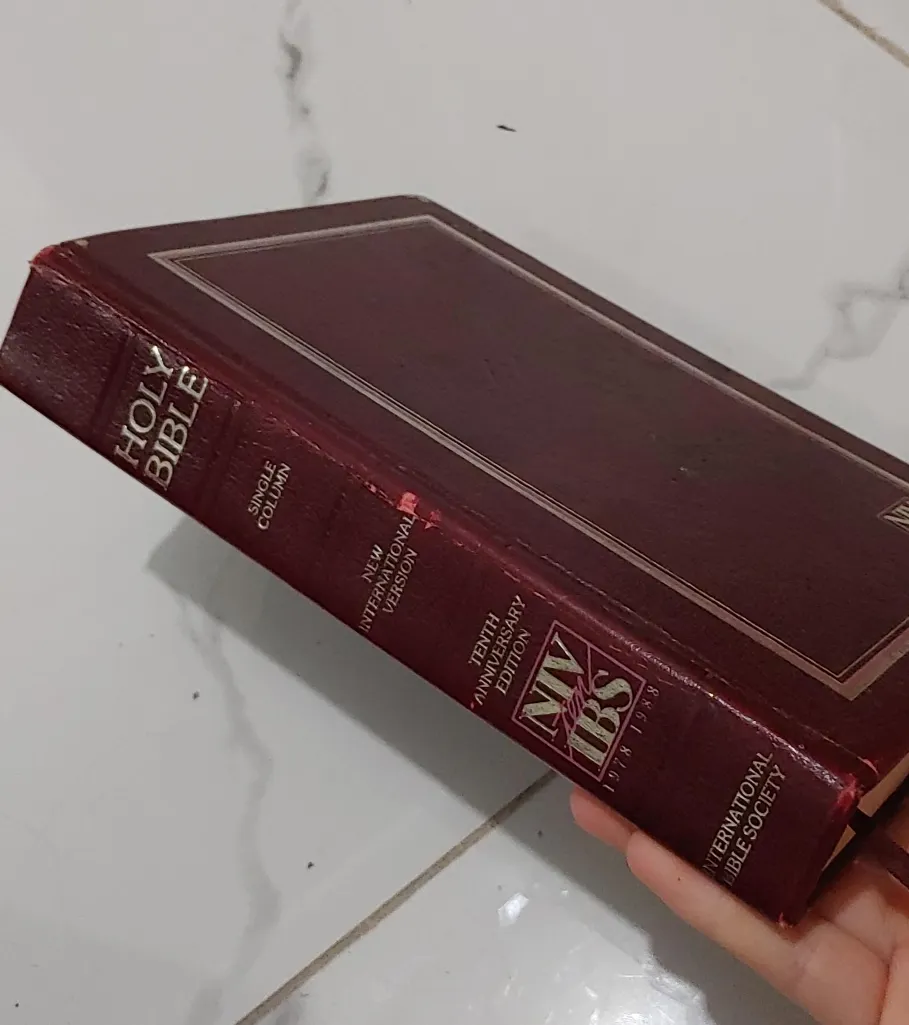 HOLY
BIBLE
SINGLE
COLUMN
NEW
INTERNATIONAL
VERSION
TENTH
ANNIVERSARY
EDITION
NIV
IBS
1978 1988
INTERNATIONAL
BIBLE SOCIETY